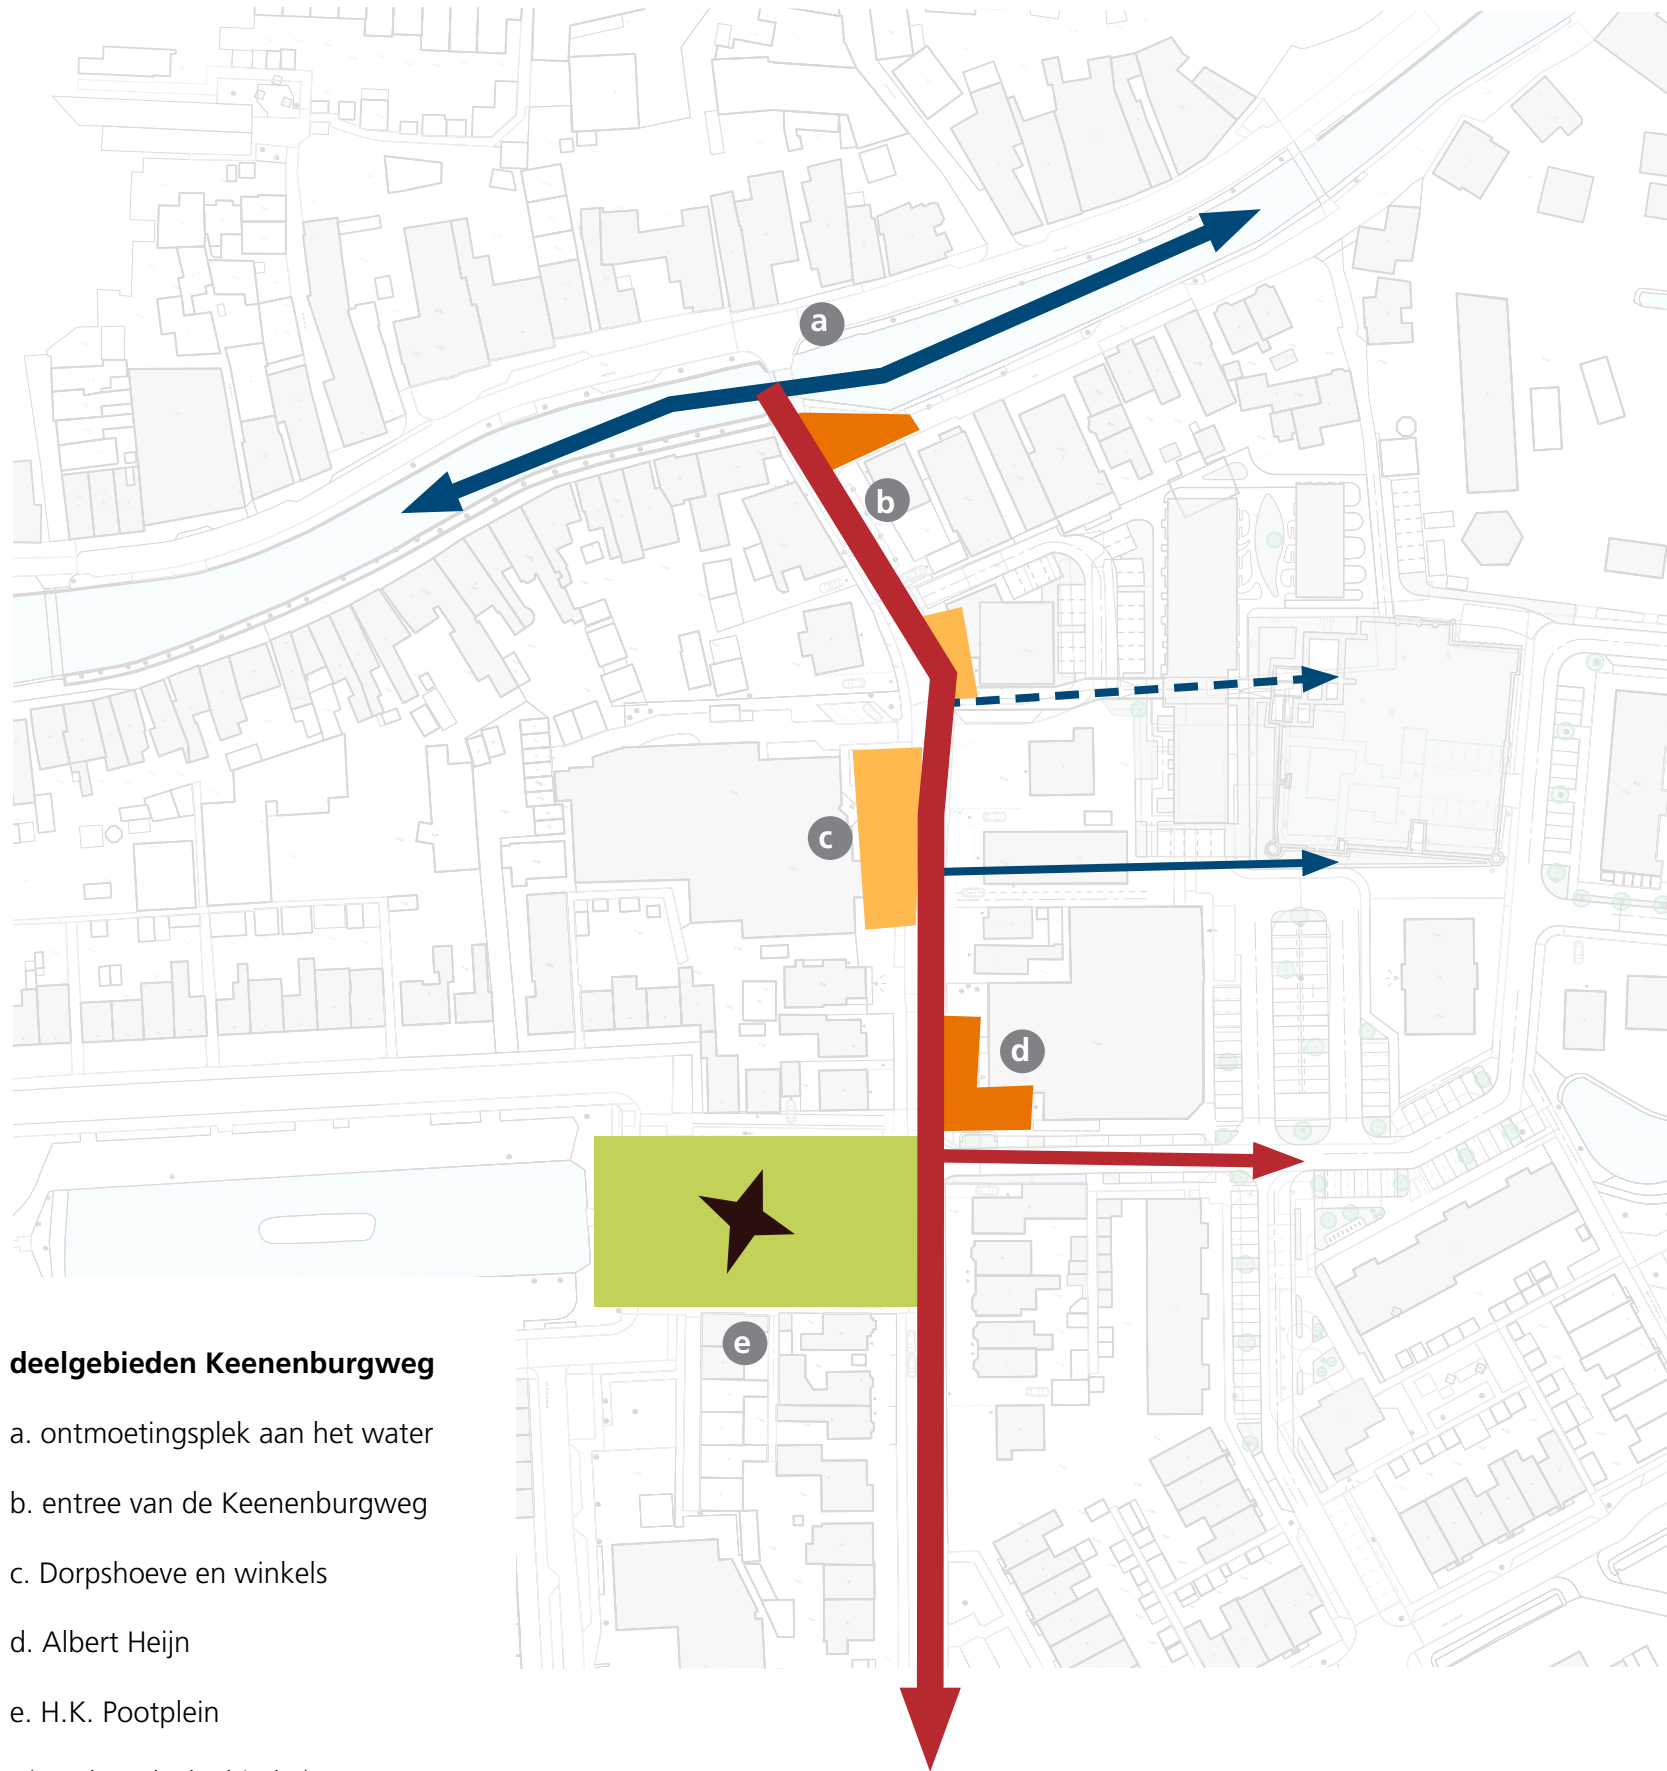 a
b
c
d
e
deelgebieden Keenenburgweg
a. ontmoetingsplek aan het water
b. entree van de Keenenburgweg
c. Dorpshoeve en winkels
d. Albert Heijn
e. H.K. Pootplein